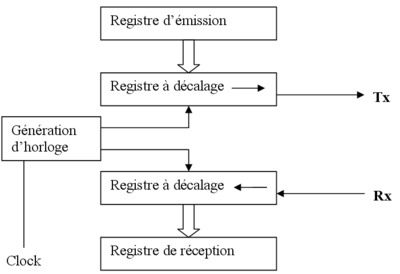 Registre d'émission
Registre à décalage
Tx
Génération
d'horloge
Registre à décalage
Rx
Clock
Registre de réception